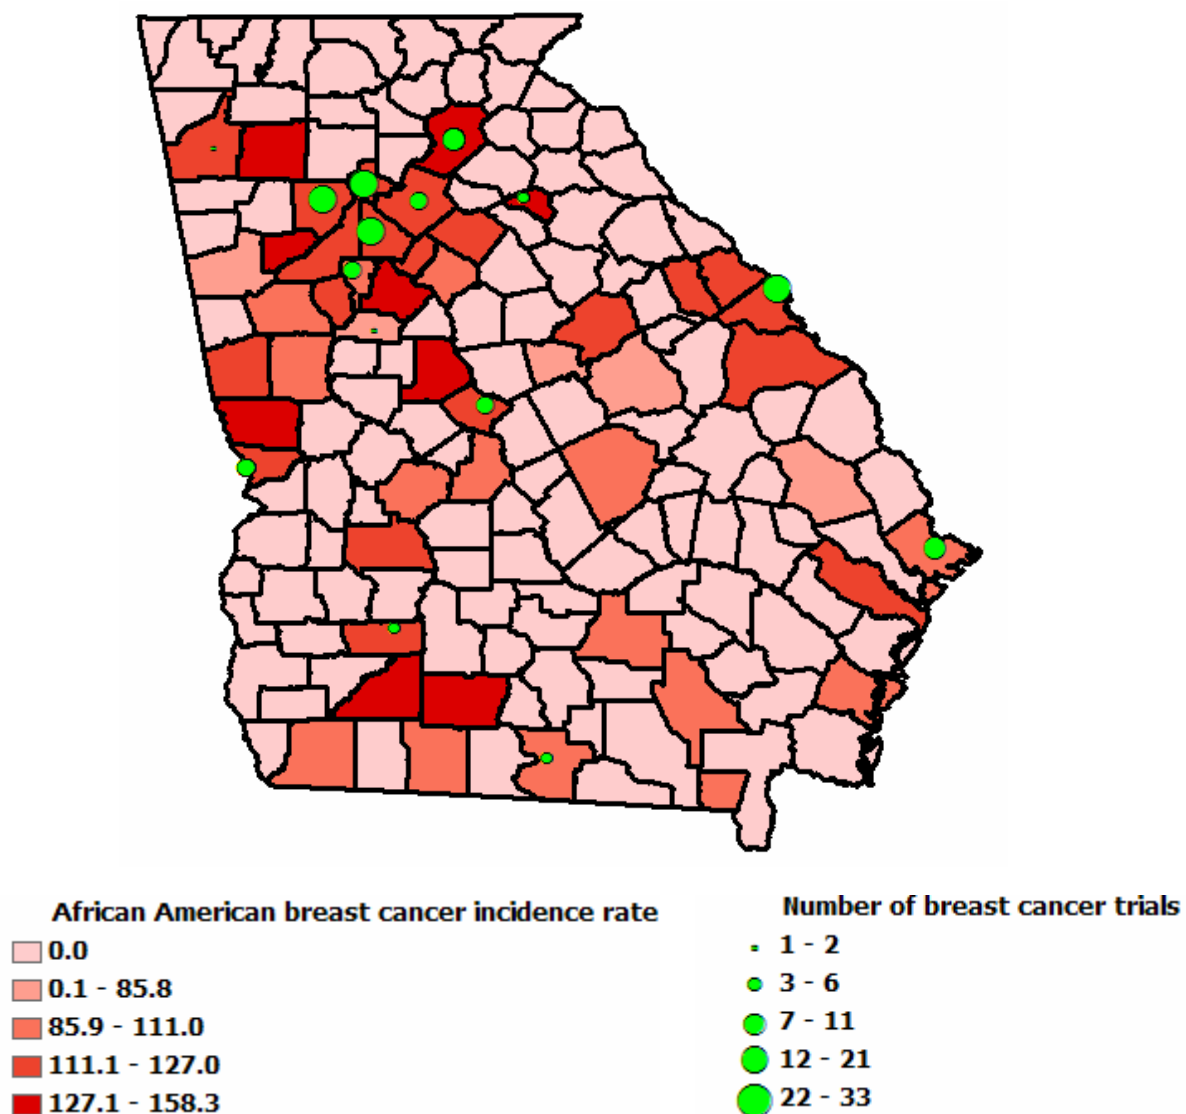 African American breast cancer incidence rate
0.0
0.1 - 85.8
85.9 - 111.0
111.1 - 127.0
127.1 - 158.3
Number of breast cancer trials
1 - 2
3 - 6
7 - 11
12 - 21
22 - 33